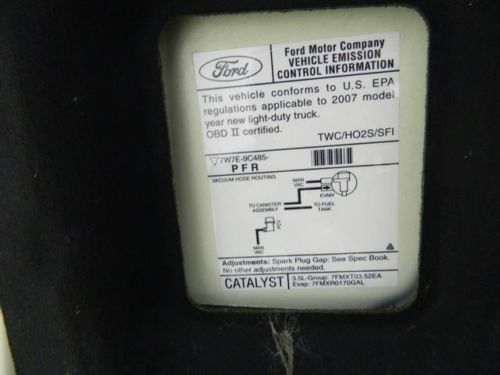 Ford
Ford Motor Company
VEHICLE EMISSION
CONTROL INFORMATION
This vehicle conforms to U.S. EPA
regulations applicable to 2007 model
year new light-duty truck.
OBD II certified.
TWC/HO2S/SFI
7W7E-9C485-
PFR
VACUUM HOSE ROUTING
MAN
VAC
EVMV
TO CANISTER
ASSEMBLY
TO FUEL
TANK
MAN
VAC
Adjustments: Spark Plug Gap: See Spec Book.
No other adjustments needed.
CATALYST
3.5L-Group: 7FMXT03.52EA
Evap: 7FMXR0170GAL